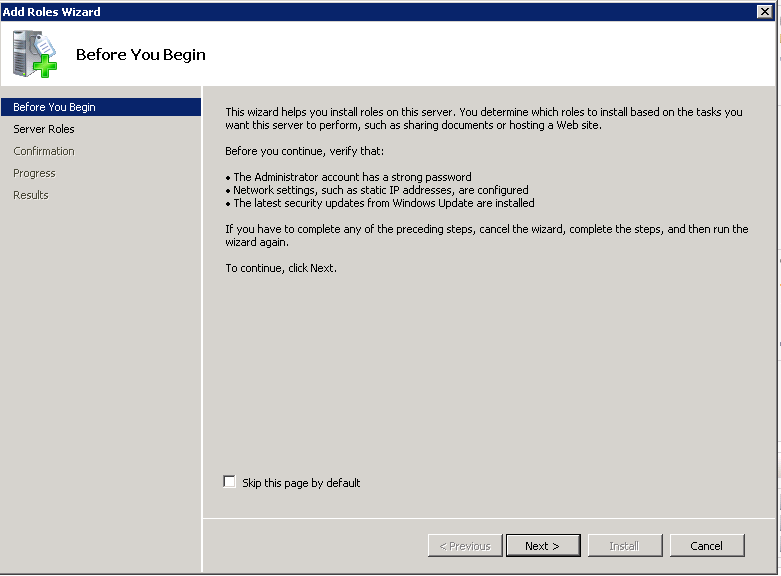 Add Roles Wizard
Before You Begin
Before You Begin
Server Roles
Confirmation
Progress
Results
This wizard helps you install roles on this server. You determine which roles to install based on the tasks you
want this server to perform, such as sharing documents or hosting a Web site.
Before you continue, verify that:
• The Administrator account has a strong password
• Network settings, such as static IP addresses, are configured
• The latest security updates from Windows Update are installed
If you have to complete any of the preceding steps, cancel the wizard, complete the steps, and then run the
wizard again.
To continue, click Next.
Skip this page by default
< Previous
Next >
Install
Cancel